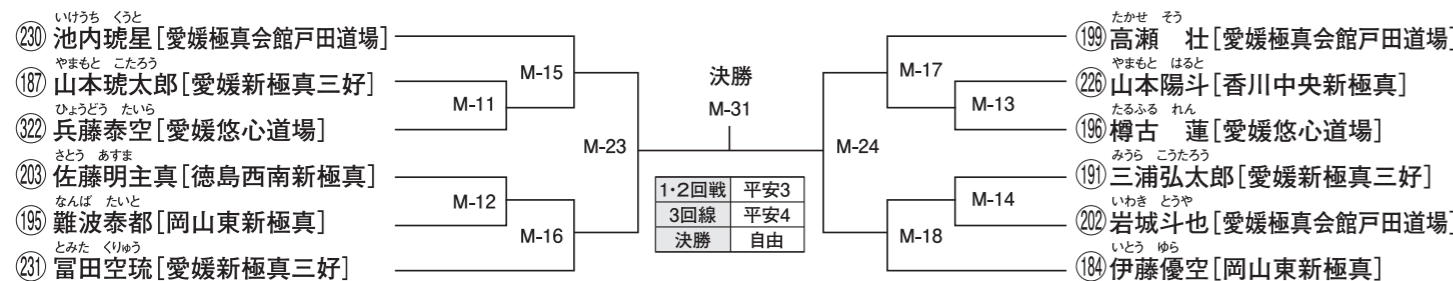 いけうち くうと
230 池内琥星[愛媛極真会館戸田道場]
やまもと こたろう
187 山本琥太郎[愛媛新極真三好]
ひょうどう たいら
322 兵藤泰空[愛媛悠心道場]
さとう あすま
203 佐藤明主真[徳島西南新極真]
なんば たいと
195 難波泰都[岡山東新極真]
とみた くりゅう
231 冨田空琉[愛媛新極真三好]
M-15
M-11
M-23
M-12
M-16
決勝
M-31
1・2回戦 平安3
3回線 平安4
決勝 自由
M-17
M-13
M-24
M-14
M-18
たかせ そう
199 高瀬 壮[愛媛極真会館戸田道場]
やまもと はると
226 山本陽斗[香川中央新極真]
たるふる れん
196 樽古 蓮[愛媛悠心道場]
みうら こうたろう
191 三浦弘太郎[愛媛新極真三好]
いわき とうや
202 岩城斗也[愛媛極真会館戸田道場]
いとう ゆら
184 伊藤優空[岡山東新極真]